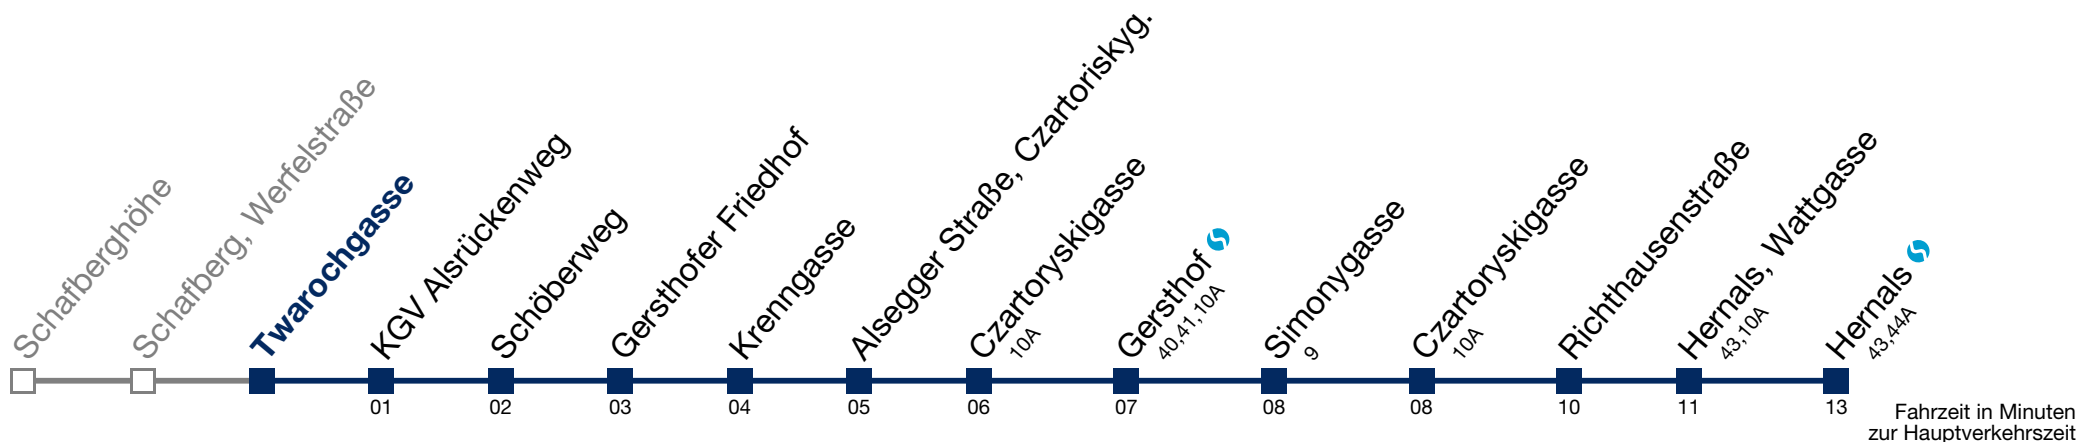 Schafberghöhe
Schafberg, Werfelstraße
Twarochgasse
KGV Alsrückenweg
Schöberweg
Gersthofer Friedhof
Krenngasse
Alsegger Straße, Czartoriskyg.
Czartoryskigasse
10A
Gersthof
40,41,10A
Simonygasse
9
Czartoryskigasse
10A
Richthausenstraße
Hernals, Wattgasse
43,10A
Hernals
43,44A
01
02
03
04
05
06
07
08
08
10
11
13
Fahrzeit in Minuten
zur Hauptverkehrszeit